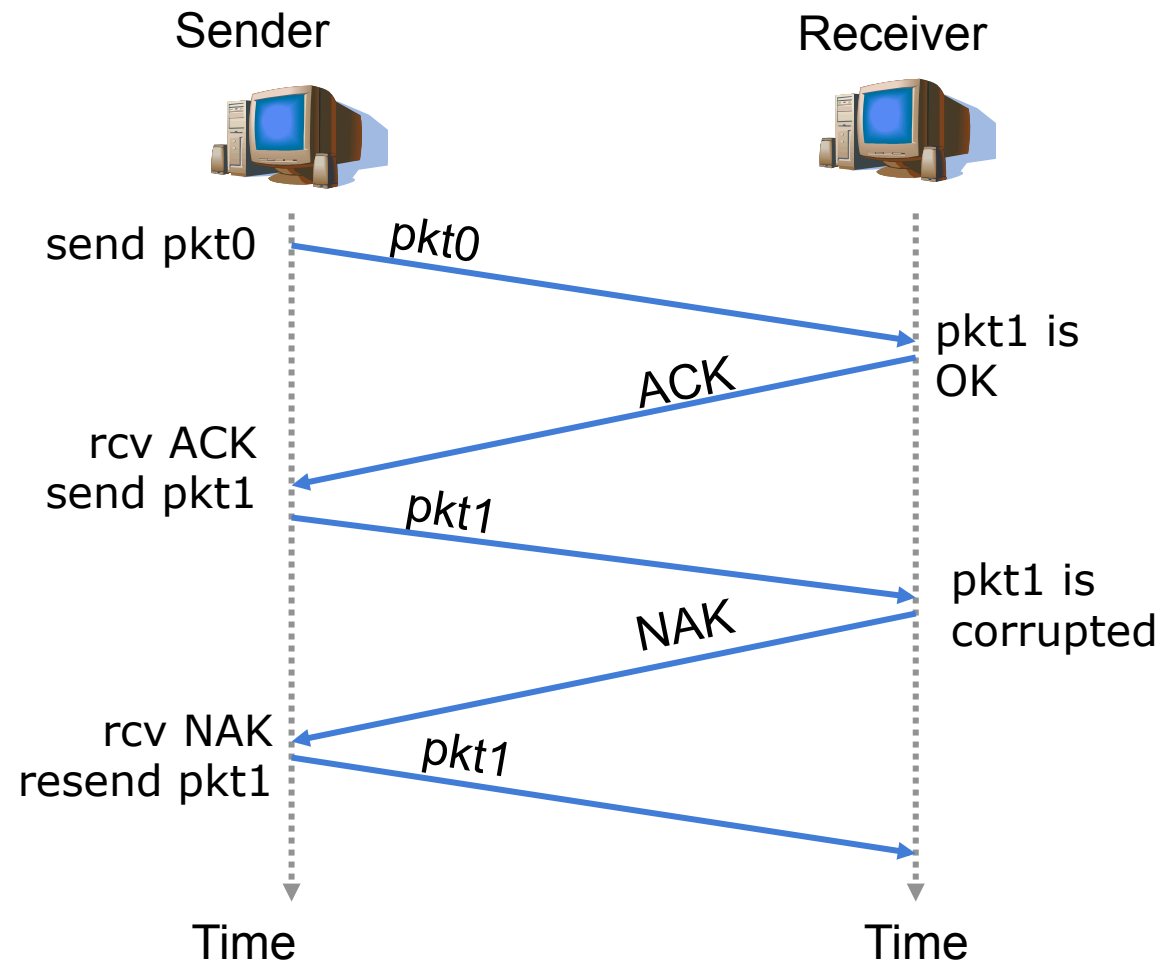 Sender
Receiver
send pkt0
pkt0
pkt1 is
OK
ACK
rcv ACK
send pkt1
pkt1
pkt1 is
corrupted
NAK
rcv NAK
resend pkt1
pkt1
Time
Time